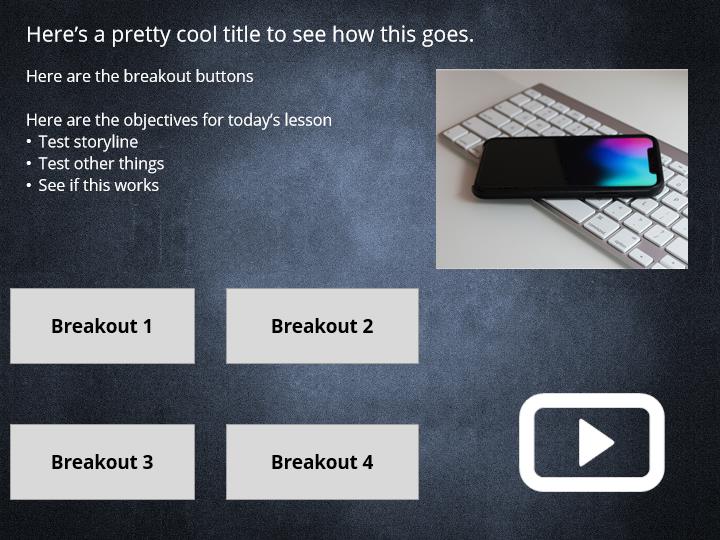 Here’s a pretty cool title to see how this goes.
Here are the breakout buttons
Here are the objectives for today’s lesson
• Test storyline
• Test other things
• See if this works
Breakout 1
Breakout 2
Breakout 3
Breakout 4